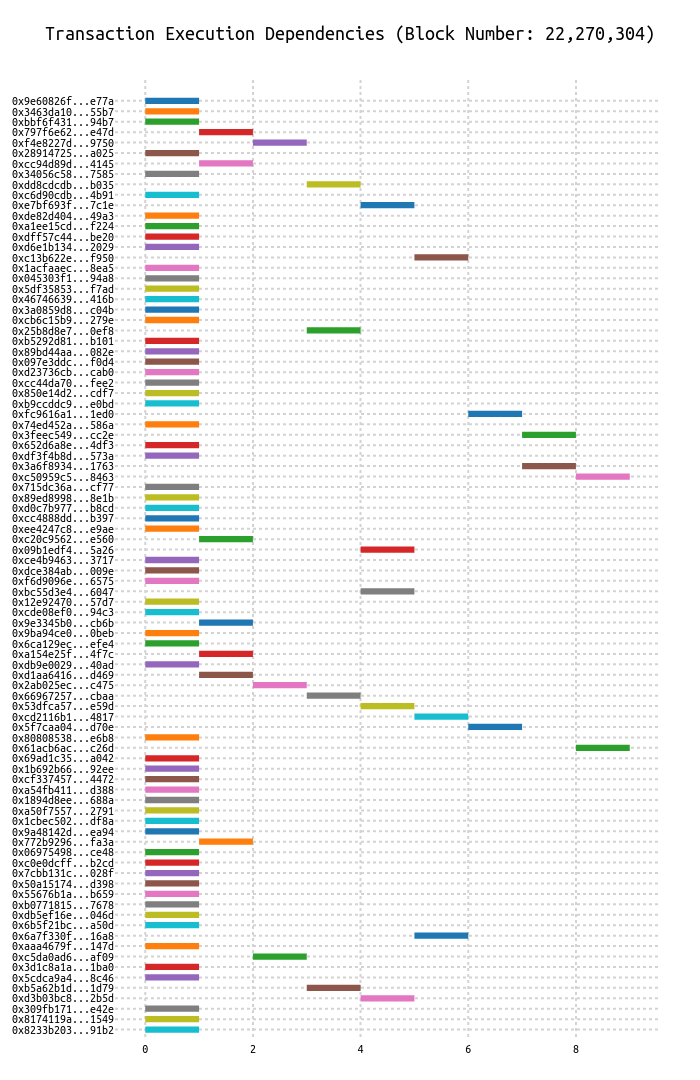 Transaction Execution Dependencies (Block Number: 22,270,304)
0x9e60826f...e77a
0x3463da10...55b7
0xbbf6f431...94b7
0x797f6e62...e47d
0xf4e8227d...9750
0x28914725...a025
0xcc94d89d...4145
0x34056c58...7585
0xdd8cdcdb...b035
0xc6d90cdb...4b91
0xe7bf693f...7c1e
0xde82d404...49a3
0xa1ee15cd...f224
0xdff57c44...be20
0xd6e1b134...2029
0xc13b622e...f950
0x1acfaaec...8ea5
0x045303f1...94a8
0x5df35853...f7ad
0x46746639...416b
0x3a0859d8...c04b
0xcb6c15b9...279e
0x25b8d8e7...0ef8
0xb5292d81...b101
0x89bd44aa...082e
0x097e3ddc...f0d4
0xd23736cb...cab0
0xcc44da70...fee2
0x850e14d2...cdf7
0xb9ccddc9...e0bd
0xfc9616a1...1ed0
0x74ed452a...586a
0x3feec549...cc2e
0x652d6a8e...4df3
0xdf3f4b8d...573a
0x3a6f8934...1763
0xc50959c5...8463
0x715dc36a...cf77
0x89ed8998...8e1b
0xd0c7b977...b8cd
0xcc4888dd...b397
0xee4247c8...e9ae
0xc20c9562...e560
0x09b1edf4...5a26
0xce4b9463...3717
0xdce384ab...009e
0xf6d9096e...6575
0xbc55d3e4...6047
0x12e92470...57d7
0xcde08ef0...94c3
0x9e3345b0...cb6b
0x9ba94ce0...0beb
0x6ca129ec...efe4
0xa154e25f...4f7c
0xdb9e0029...40ad
0xd1aa6416...d469
0x2ab025ec...c475
0x66967257...cbaa
0x53dfca57...e59d
0xcd2116b1...4817
0x5f7caa04...d70e
0x80808538...e6b8
0x61acb6ac...c26d
0x69ad1c35...a042
0x1b692b66...92ee
0xcf337457...4472
0xa54fb411...d388
0x1894d8ee...688a
0xa50f7557...2791
0x1cbec502...df8a
0x9a48142d...ea94
0x772b9296...fa3a
0x06975498...ce48
0xc0e0dcff...b2cd
0x7cbb131c...028f
0x50a15174...d398
0x55676b1a...b659
0xb0771815...7678
0xdb5ef16e...046d
0x6b5f21bc...a50d
0x6a7f330f...16a8
0xaaa4679f...147d
0xc5da0ad6...af09
0x3d1c8a1a...1ba0
0x5cdca9a4...8c46
0xb5a62b1d...1d79
0xd3b03bc8...2b5d
0x309fb171...e42e
0x8174119a...1549
0x8233b203...91b2
0 2 4 6 8